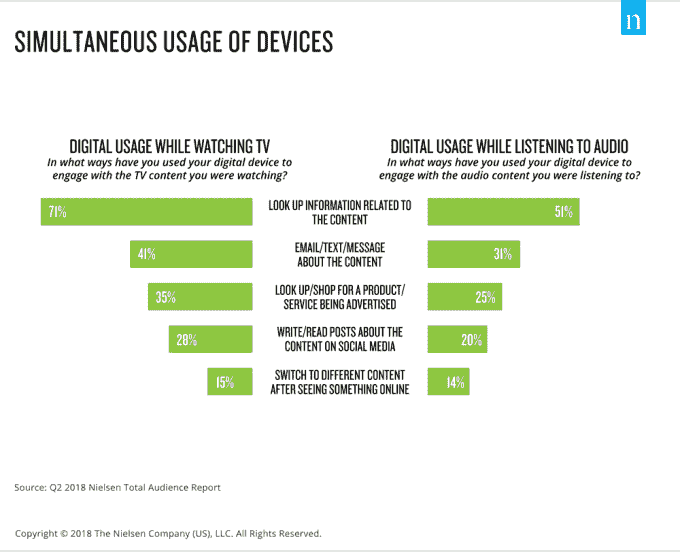 n
SIMULTANEOUS USAGE OF DEVICES
DIGITAL USAGE WHILE WATCHING TV
In what ways have you used your digital device to
engage with the TV content you were watching?
DIGITAL USAGE WHILE LISTENING TO AUDIO
In what ways have you used your digital device to
engage with the audio content you were listening to?
71%
LOOK UP INFORMATION RELATED TO
THE CONTENT
51%
41%
EMAIL/TEXT/MESSAGE
ABOUT THE CONTENT
31%
35%
LOOK UP/SHOP FOR A PRODUCT/
SERVICE BEING ADVERTISED
25%
28%
WRITE/READ POSTS ABOUT THE
CONTENT ON SOCIAL MEDIA
20%
15%
SWITCH TO DIFFERENT CONTENT
AFTER SEEING SOMETHING ONLINE
14%
Source: Q2 2018 Nielsen Total Audience Report
Copyright © 2018 The Nielsen Company (US), LLC. All Rights Reserved.